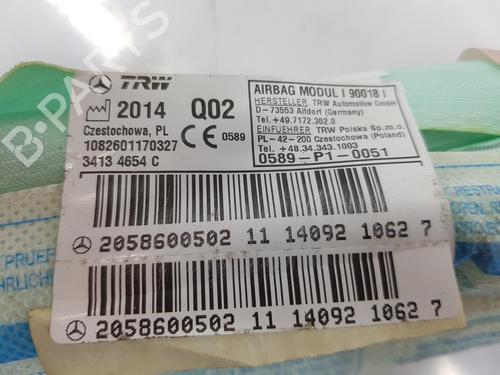 B-PARTS
TRW
2014 Q02
Czestochowa, PL
0589
1082601170327
3413 4654 C
AIRBAG MODUL I 90018 I
HERSTELLER TRW Automotive GmbH
D-73553 Alfdorf (Germany)
Tel.+49.7172.302.0
EINFUEHRER TRW Polska Sp.zo.o.
PL-42-200 Czestochowa (Poland)
Tel.+48.34.343.1003
0589-P1-0051
2058600502 11 14092 1062 7
2058600502 11 14092 1062 7